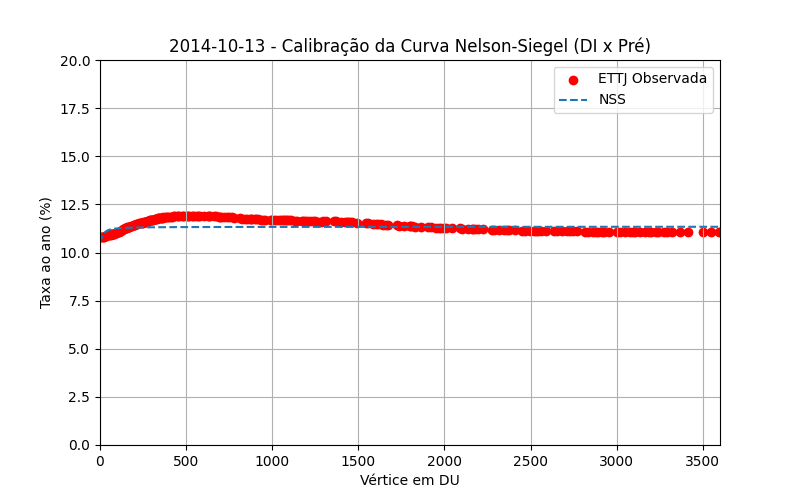 2014-10-13 - Calibração da Curva Nelson-Siegel (DI x Pré)
20.0
17.5
15.0
12.5
10.0
7.5
5.0
2.5
0.0
Taxa ao ano (%)
ETTJ Observada
NSS
0 500 1000 1500 2000 2500 3000 3500
Vértice em DU